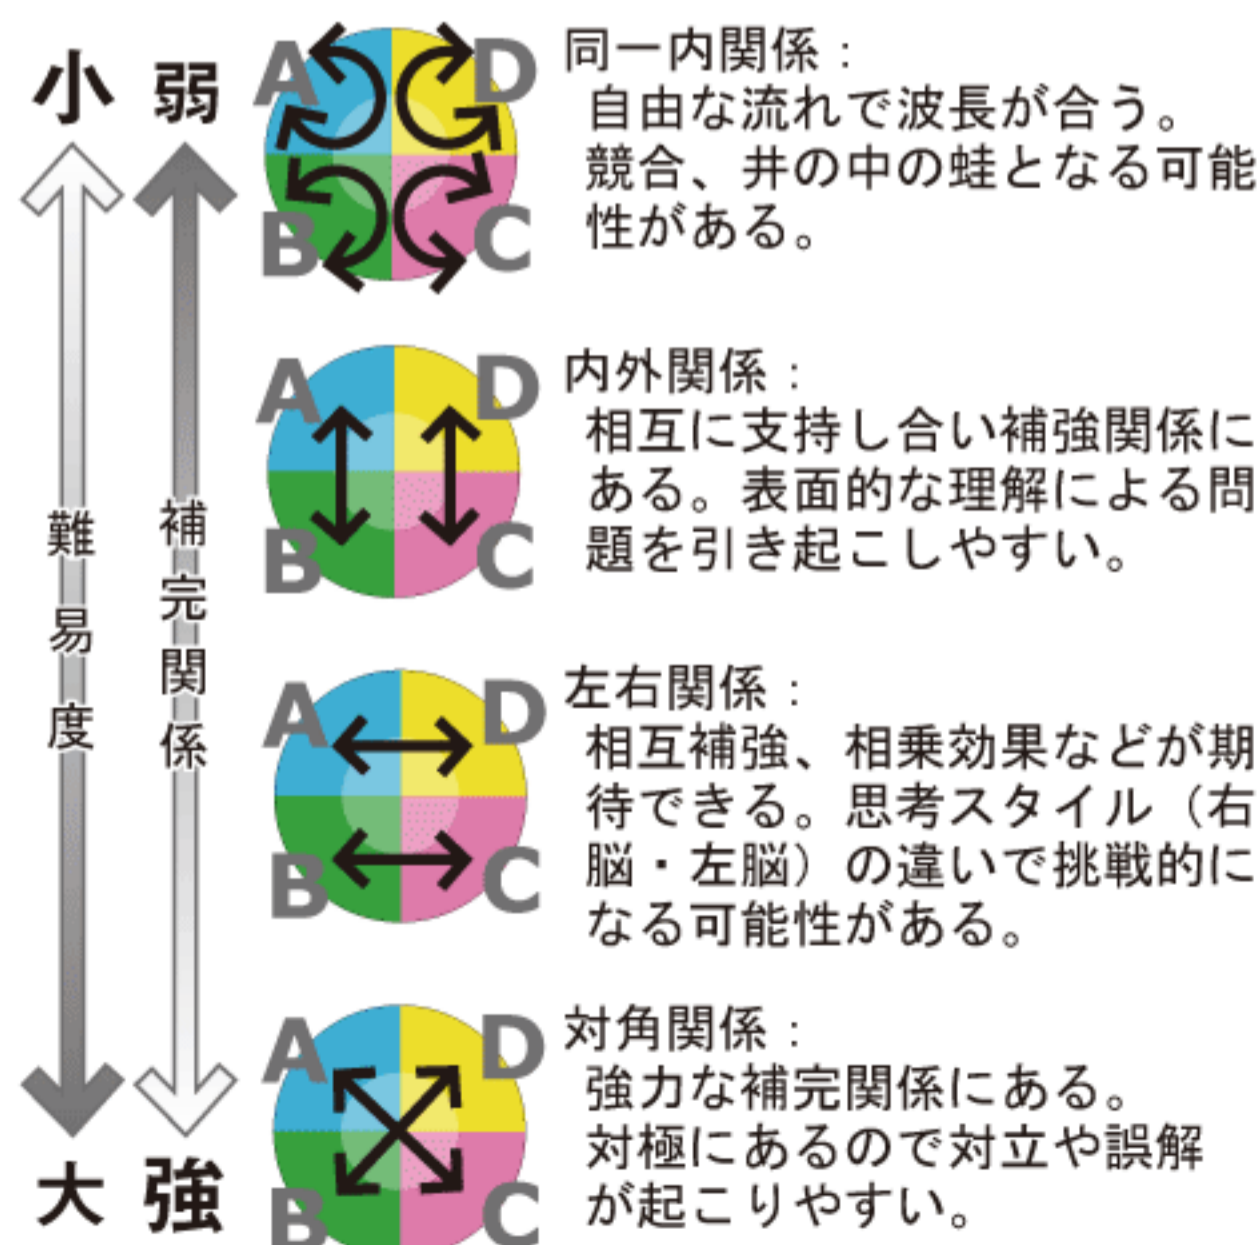 小 弱
難易度
補完関係
大 強
A D
B C
同一内関係：
自由な流れで波長が合う。
競合、井の中の蛙となる可能
性がある。
A D
B C
内外関係：
相互に支持し合い補強関係に
ある。表面的な理解による問
題を引き起こしやすい。
A D
B C
左右関係：
相互補強、相乗効果などが期
待できる。思考スタイル（右
脳・左脳）の違いで挑戦的に
なる可能性がある。
A D
B C
対角関係：
強力な補完関係にある。
対極にあるので対立や誤解
が起こりやすい。